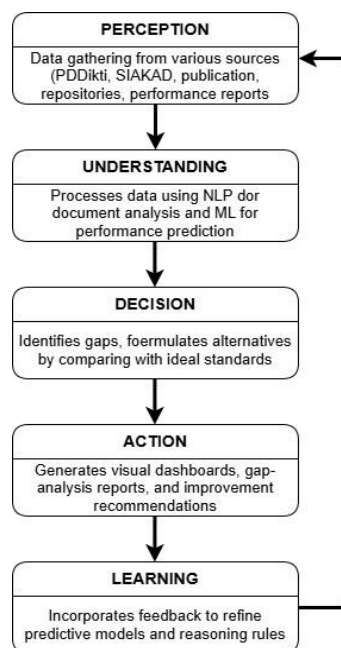 PERCEPTION
Data gathering from various sources
(PDDikti, SIAKAD, publication,
repositories, performance reports
UNDERSTANDING
Processes data using NLP dor
document analysis and ML for
performance prediction
DECISION
Identifies gaps, foermulates alternatives
by comparing with ideal standards
ACTION
Generates visual dashboards, gap-
analysis reports, and improvement
recommendations
LEARNING
Incorporates feedback to refine
predictive models and reasoning rules